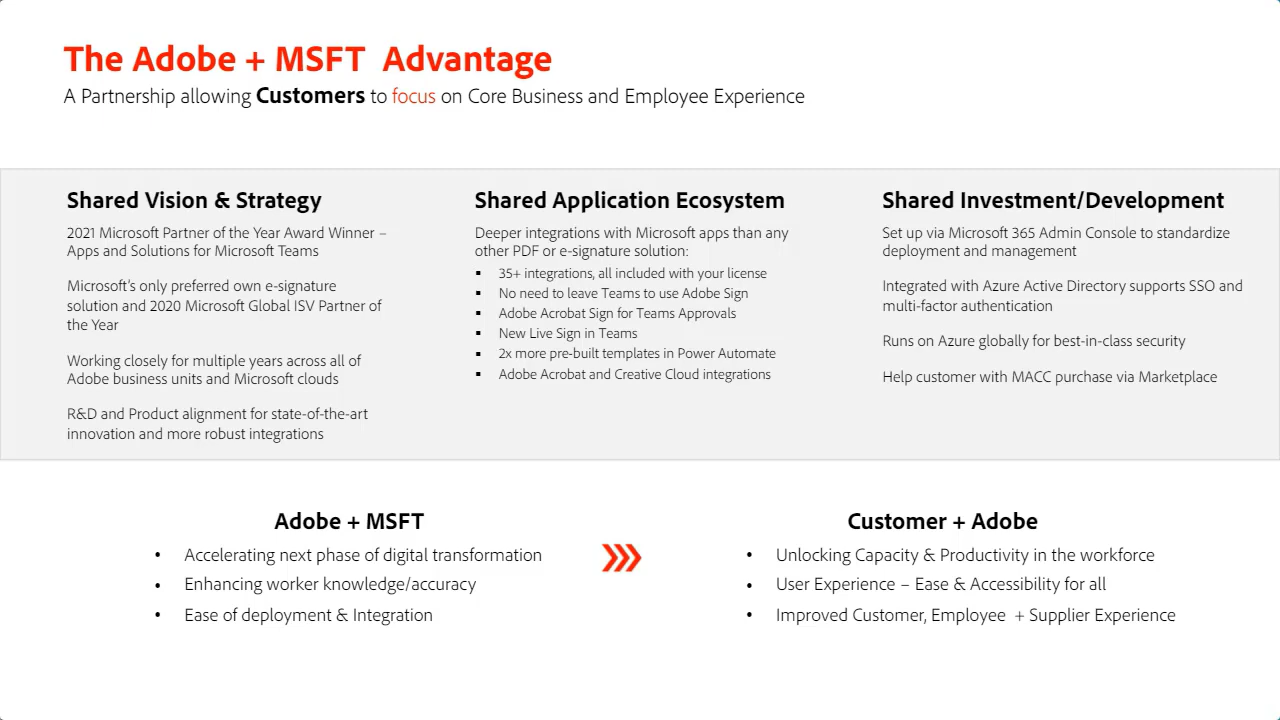 The Adobe + MSFT  Advantage
A Partnership allowing Customers to focus on Core Business and Employee Experience
Shared Vision & Strategy
2021 Microsoft Partner of the Year Award Winner –
Apps and Solutions for Microsoft Teams
Microsoft's only preferred own e-signature
solution and 2020 Microsoft Global ISV Partner of
the Year
Working closely for multiple years across all of
Adobe business units and Microsoft clouds
R&D and Product alignment for state-of-the-art
innovation and more robust integrations
Shared Application Ecosystem
Deeper integrations with Microsoft apps than any
other PDF or e-signature solution:
▪ 35+ integrations, all included with your license
▪ No need to leave Teams to use Adobe Sign
▪ Adobe Acrobat Sign for Teams Approvals
▪ New Live Sign in Teams
▪ 2x more pre-built templates in Power Automate
▪ Adobe Acrobat and Creative Cloud integrations
Shared Investment/Development
Set up via Microsoft 365 Admin Console to standardize
deployment and management
Integrated with Azure Active Directory supports SSO and
multi-factor authentication
Runs on Azure globally for best-in-class security
Help customer with MACC purchase via Marketplace
Adobe + MSFT
• Accelerating next phase of digital transformation
• Enhancing worker knowledge/accuracy
• Ease of deployment & Integration
Customer + Adobe
• Unlocking Capacity & Productivity in the workforce
• User Experience – Ease & Accessibility for all
• Improved Customer, Employee  + Supplier Experience